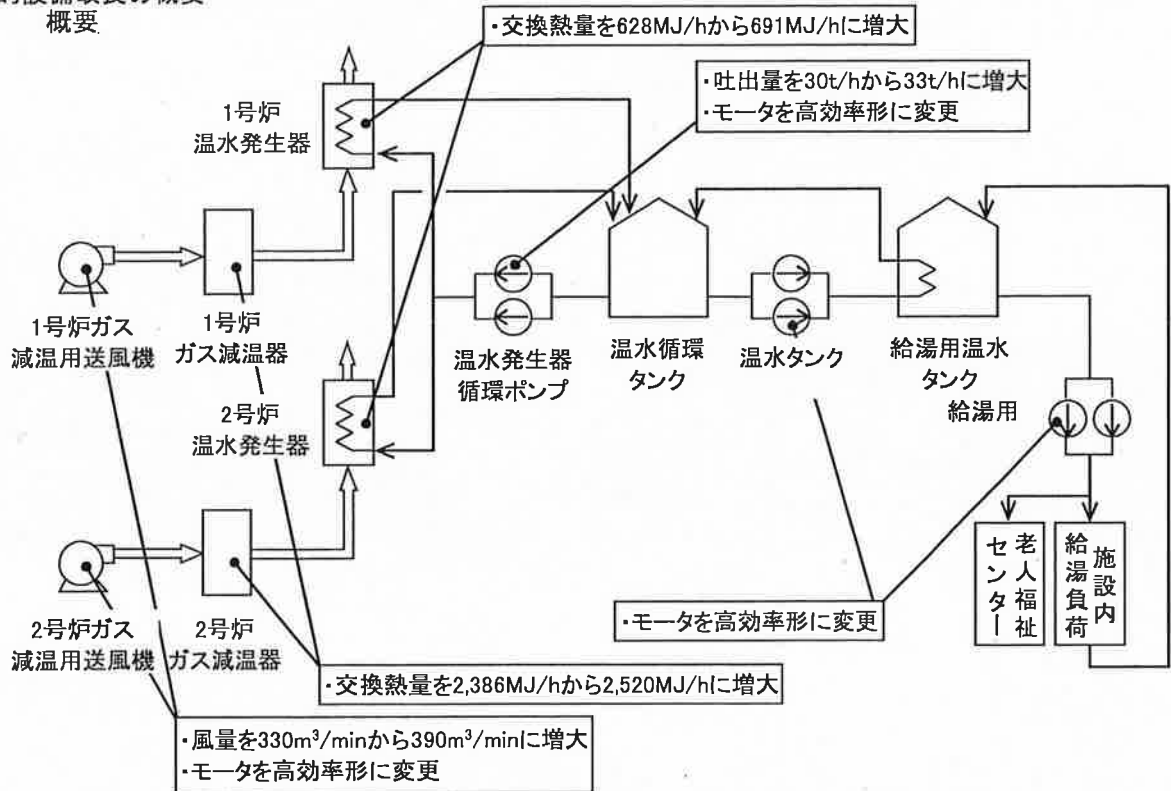 概要
・交換熱量を628MJ/hから691MJ/hに増大
・吐出量を30t/hから33t/hに増大
・モータを高効率形に変更
1号炉
温水発生器
1号炉ガス
減温用送風機
1号炉
ガス減温器
温水発生器
循環ポンプ
温水循環
タンク
温水タンク
給湯用温水
タンク
給湯用
2号炉
温水発生器
老人福祉
センター
施設内
給湯負荷
・モータを高効率形に変更
2号炉ガス
減温用送風機
2号炉
ガス減温器
・交換熱量を2,386MJ/hから2,520MJ/hに増大
・風量を330m³/minから390m³/minに増大
・モータを高効率形に変更